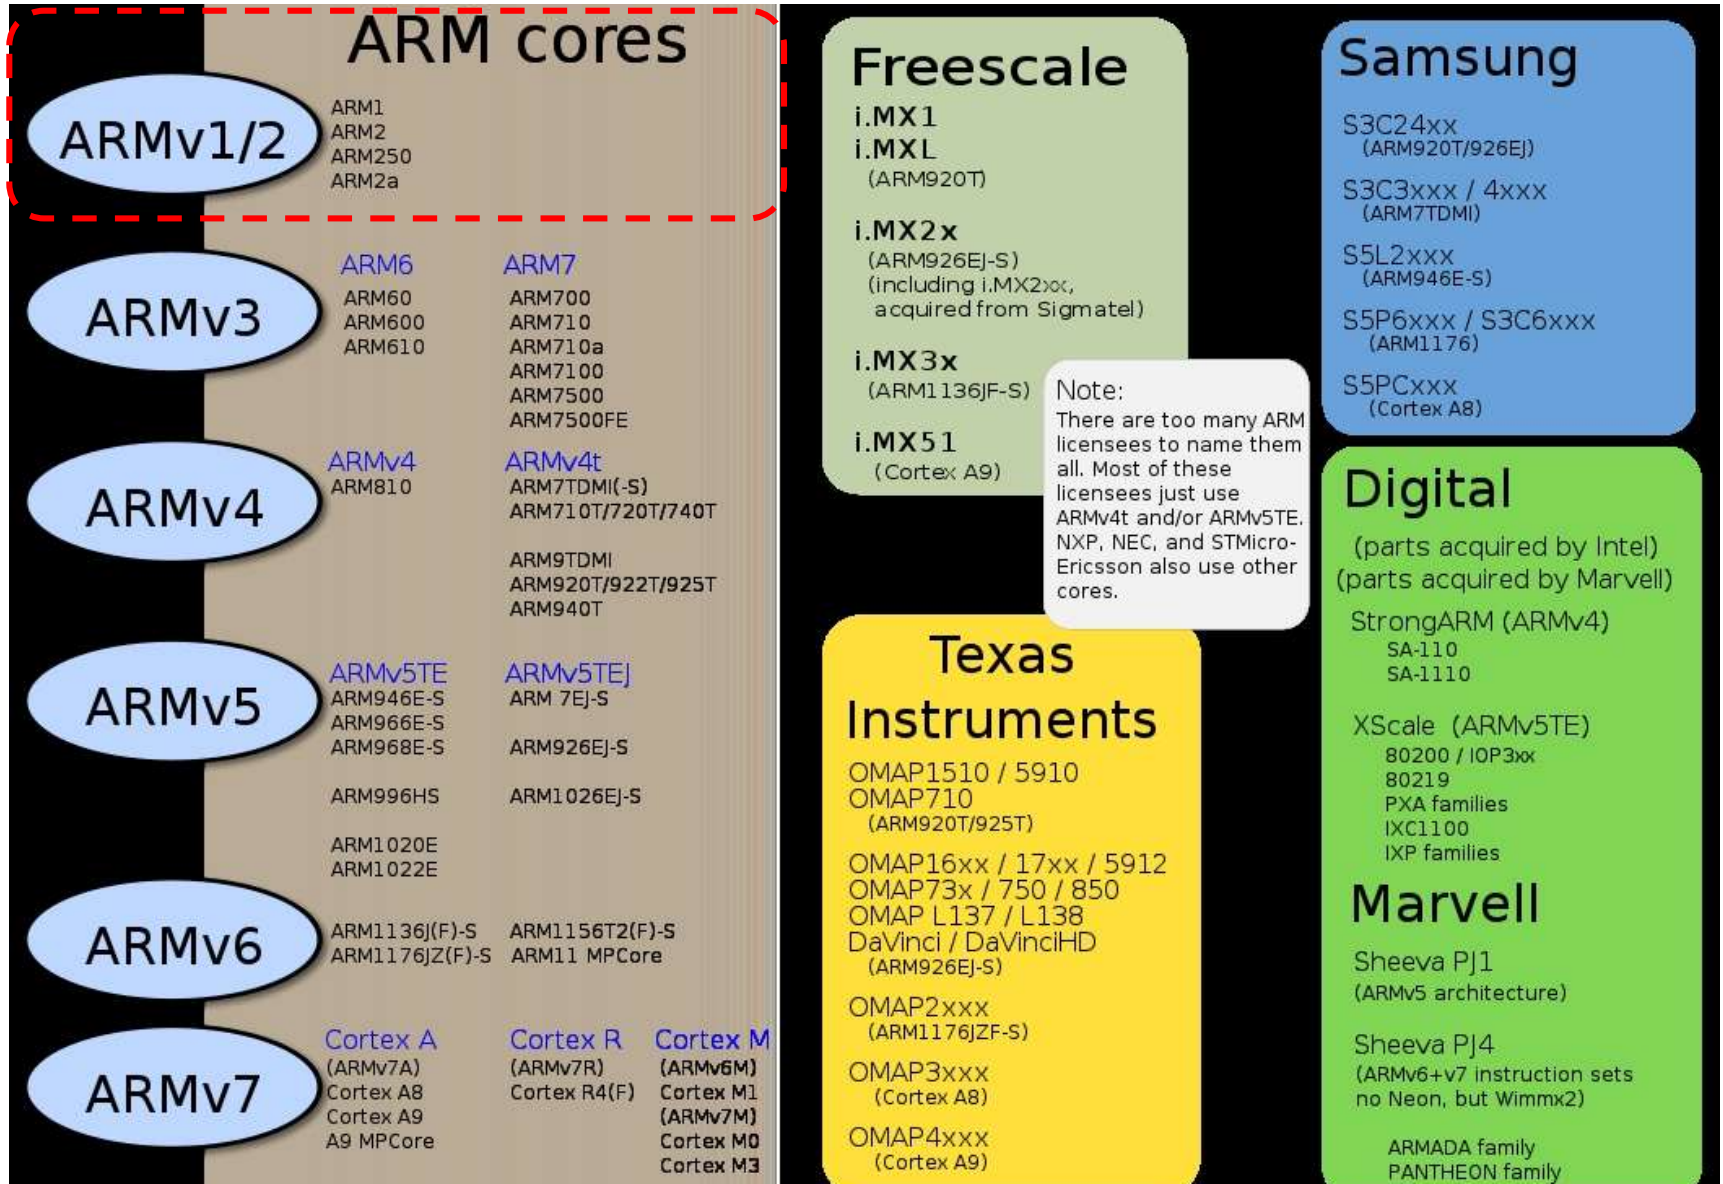 ARM cores
ARMv1/2
ARM1
ARM2
ARM250
ARM2a
ARMv3
ARM6
ARM60
ARM600
ARM610
ARM7
ARM700
ARM710
ARM710a
ARM7100
ARM7500
ARM7500FE
ARMv4
ARMv4
ARM810
ARMv4t
ARM7TDMI(-S)
ARM710T/720T/740T
ARM9TDMI
ARM920T/922T/925T
ARM940T
ARMv5
ARMv5TE
ARM946E-S
ARM966E-S
ARM968E-S
ARM996HS
ARM1020E
ARM1022E
ARMv5TEJ
ARM 7EJ-S
ARM926EJ-S
ARM1026EJ-S
ARMv6
ARM1136J(F)-S
ARM1176JZ(F)-S
ARM1156T2(F)-S
ARM11 MPCore
ARMv7
Cortex A
(ARMv7A)
Cortex A8
Cortex A9
A9 MPCore
Cortex R
(ARMv7R)
Cortex R4(F)
Cortex M
(ARMv6M)
Cortex M1
(ARMv7M)
Cortex M0
Cortex M3
Freescale
i.MX1
i.MXL
(ARM920T)
i.MX2x
(ARM926EJ-S)
(including i.MX2xx,
acquired from Sigmatel)
i.MX3x
(ARM1136JF-S)
i.MX51
(Cortex A9)
Note:
There are too many ARM
licensees to name them
all. Most of these
licensees just use
ARMv4t and/or ARMv5TE.
NXP, NEC, and STMicro-
Ericsson also use other
cores.
Texas
Instruments
OMAP1510 / 5910
OMAP710
(ARM920T/925T)
OMAP16xx / 17xx / 5912
OMAP73x / 750 / 850
OMAP L137 / L138
DaVinci / DaVinciHD
(ARM926EJ-S)
OMAP2xxx
(ARM1176JZF-S)
OMAP3xxx
(Cortex A8)
OMAP4xxx
(Cortex A9)
Samsung
S3C24xx
(ARM920T/926EJ)
S3C3xxx / 4xxx
(ARM7TDMI)
S5L2xxx
(ARM946E-S)
S5P6xxx / S3C6xxx
(ARM1176)
S5PCxxx
(Cortex A8)
Digital
(parts acquired by Intel)
(parts acquired by Marvell)
StrongARM (ARMv4)
SA-110
SA-1110
XScale (ARMv5TE)
80200 / IOP3xx
80219
PXA families
IXC1100
IXP families
Marvell
Sheeva PJ1
(ARMv5 architecture)
Sheeva PJ4
(ARMv6+v7 instruction sets
no Neon, but Wimmx2)
ARMADA family
PANTHEON family